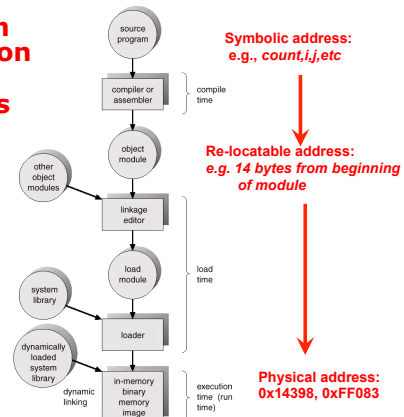 source
program
compiler or
assembler
compile
time
object
module
other
object
modules
linkage
editor
load
module
load
time
system
library
loader
dynamically
loaded
system
library
dynamic
linking
in-memory
binary
memory
image
execution
time (run
time)
Symbolic address:
e.g., count,i,j,etc
Re-locatable address:
e.g. 14 bytes from beginning
of module
Physical address:
0x14398, 0xFF083